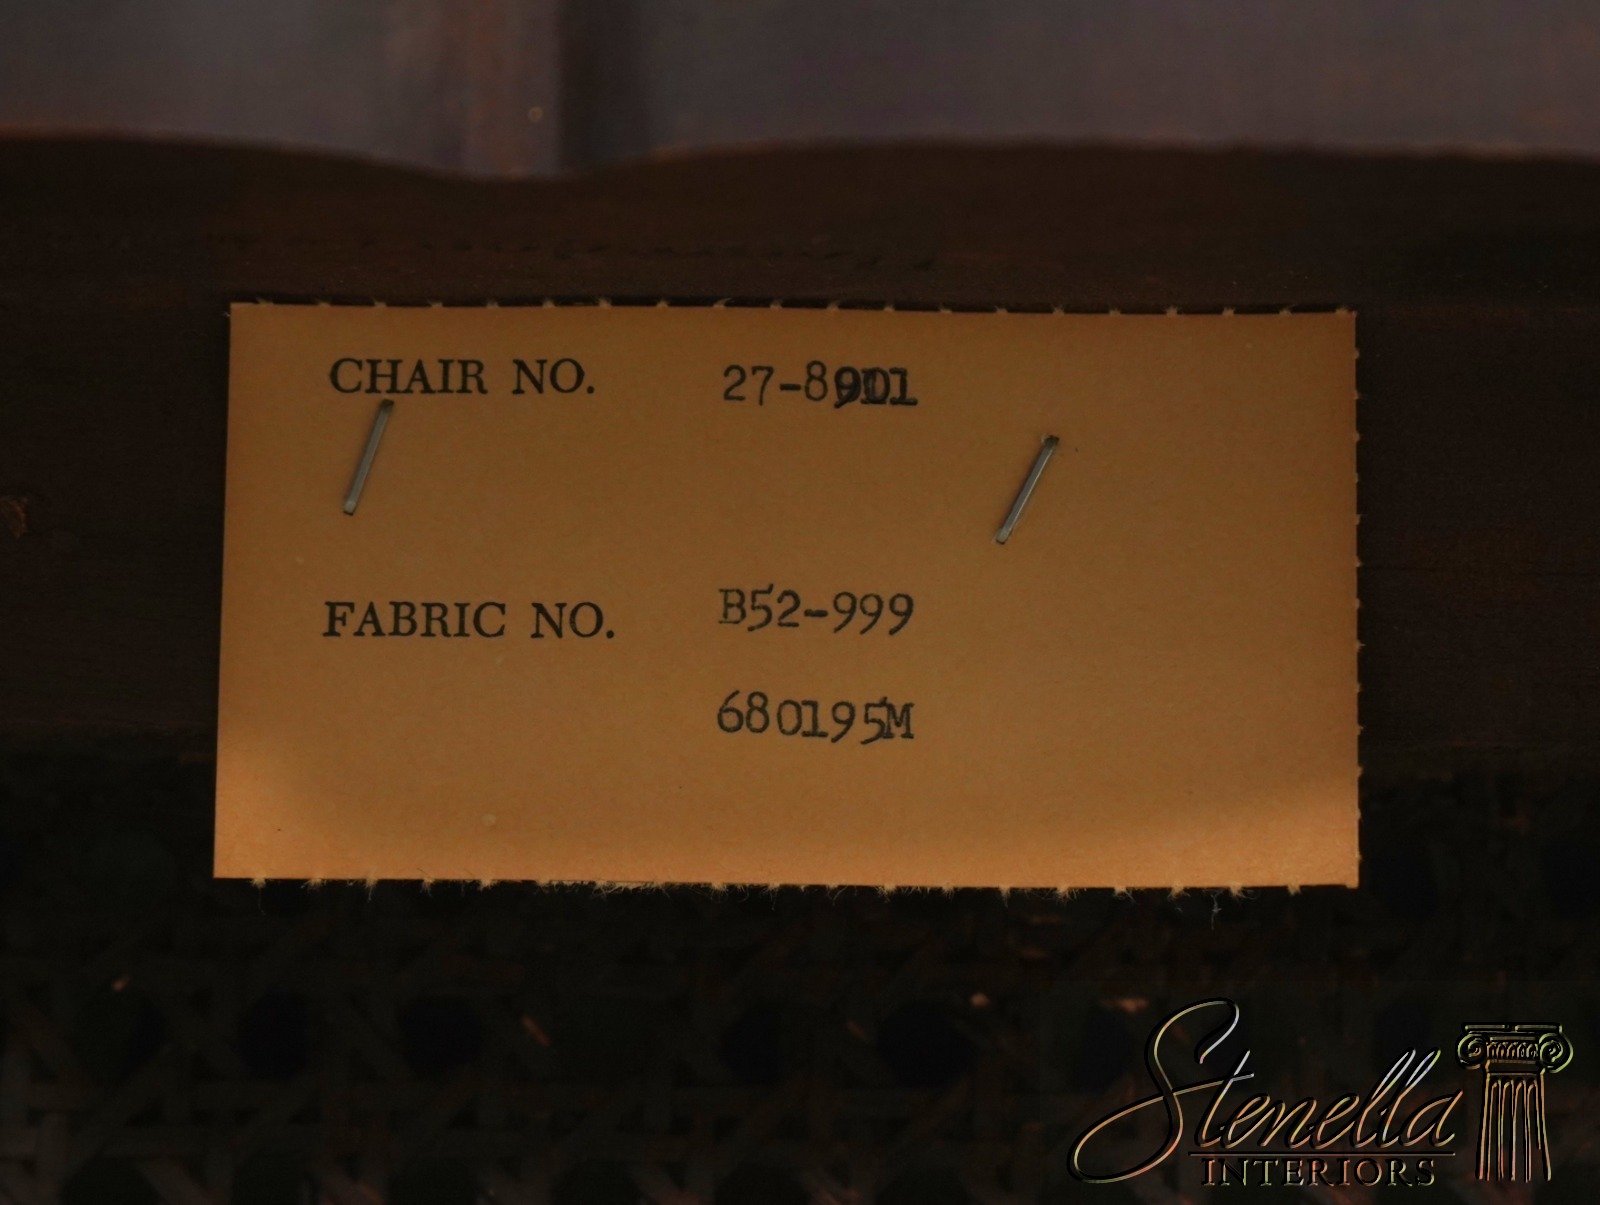 CHAIR NO. 27-8901
FABRIC NO. B52-999
680195M
Stenella
INTERIORS